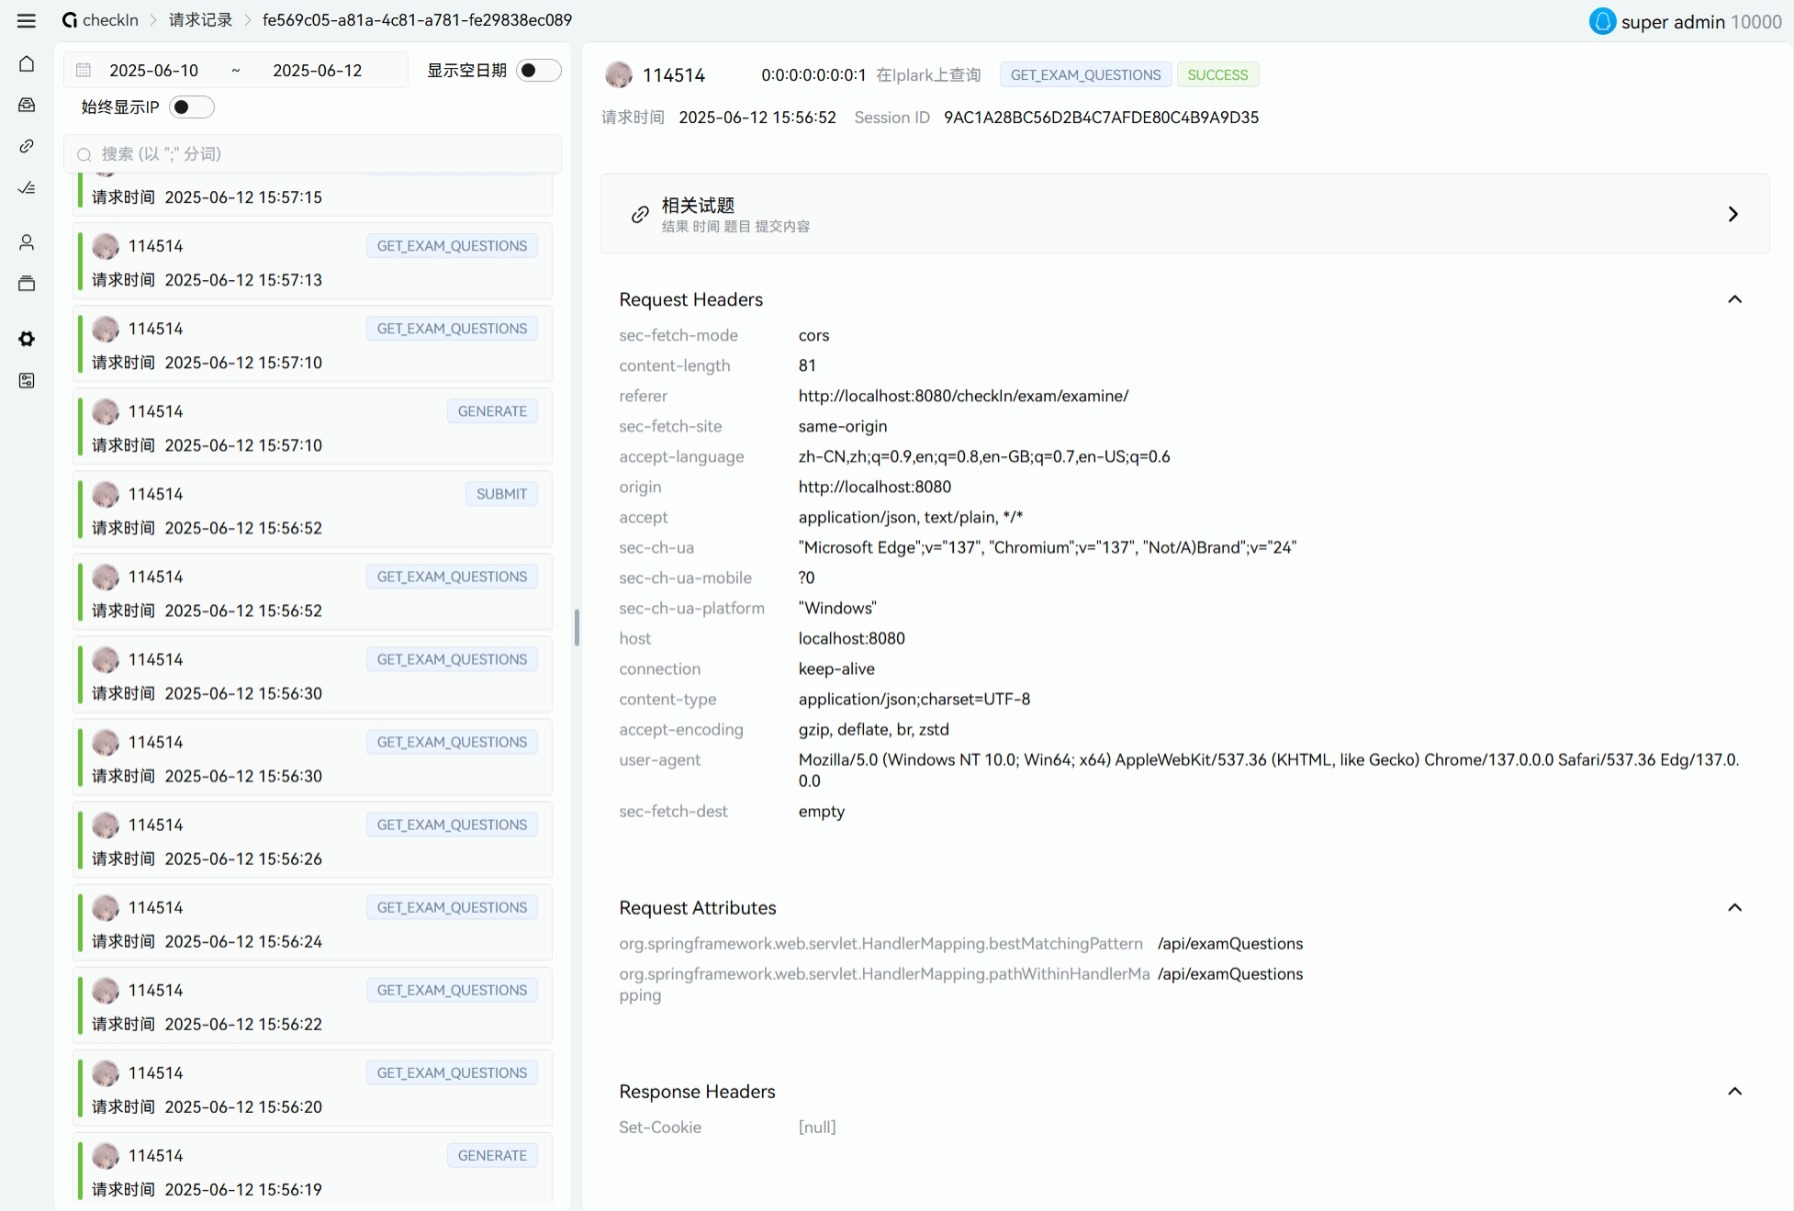 checkIn > 请求记录 > fe569c05-a81a-4c81-a781-fe29838ec089
super admin 10000
2025-06-10 ~ 2025-06-12 显示空日期
始终显示IP
搜索 (以 ";" 分词)
请求时间 2025-06-12 15:57:15
114514 GET_EXAM_QUESTIONS
请求时间 2025-06-12 15:57:13
114514 GET_EXAM_QUESTIONS
请求时间 2025-06-12 15:57:10
114514 GENERATE
请求时间 2025-06-12 15:57:10
114514 SUBMIT
请求时间 2025-06-12 15:56:52
114514 GET_EXAM_QUESTIONS
请求时间 2025-06-12 15:56:52
114514 GET_EXAM_QUESTIONS
请求时间 2025-06-12 15:56:30
114514 GET_EXAM_QUESTIONS
请求时间 2025-06-12 15:56:30
114514 GET_EXAM_QUESTIONS
请求时间 2025-06-12 15:56:26
114514 GET_EXAM_QUESTIONS
请求时间 2025-06-12 15:56:24
114514 GET_EXAM_QUESTIONS
请求时间 2025-06-12 15:56:22
114514 GET_EXAM_QUESTIONS
请求时间 2025-06-12 15:56:20
114514 GENERATE
请求时间 2025-06-12 15:56:19
114514 0:0:0:0:0:0:0:1 在Iplark上查询 GET_EXAM_QUESTIONS SUCCESS
请求时间 2025-06-12 15:56:52 Session ID 9AC1A28BC56D2B4C7AFDE80C4B9A9D35
相关试题
结果 时间 题目 提交内容
Request Headers
sec-fetch-mode cors
content-length 81
referer http://localhost:8080/checkIn/exam/examine/
sec-fetch-site same-origin
accept-language zh-CN,zh;q=0.9,en;q=0.8,en-GB;q=0.7,en-US;q=0.6
origin http://localhost:8080
accept application/json, text/plain, */*
sec-ch-ua "Microsoft Edge";v="137", "Chromium";v="137", "Not/A)Brand";v="24"
sec-ch-ua-mobile ?0
sec-ch-ua-platform "Windows"
host localhost:8080
connection keep-alive
content-type application/json;charset=UTF-8
accept-encoding gzip, deflate, br, zstd
user-agent Mozilla/5.0 (Windows NT 10.0; Win64; x64) AppleWebKit/537.36 (KHTML, like Gecko) Chrome/137.0.0.0 Safari/537.36 Edg/137.0.
0.0
sec-fetch-dest empty
Request Attributes
org.springframework.web.servlet.HandlerMapping.bestMatchingPattern /api/examQuestions
org.springframework.web.servlet.HandlerMapping.pathWithinHandlerMa /api/examQuestions
pping
Response Headers
Set-Cookie [null]